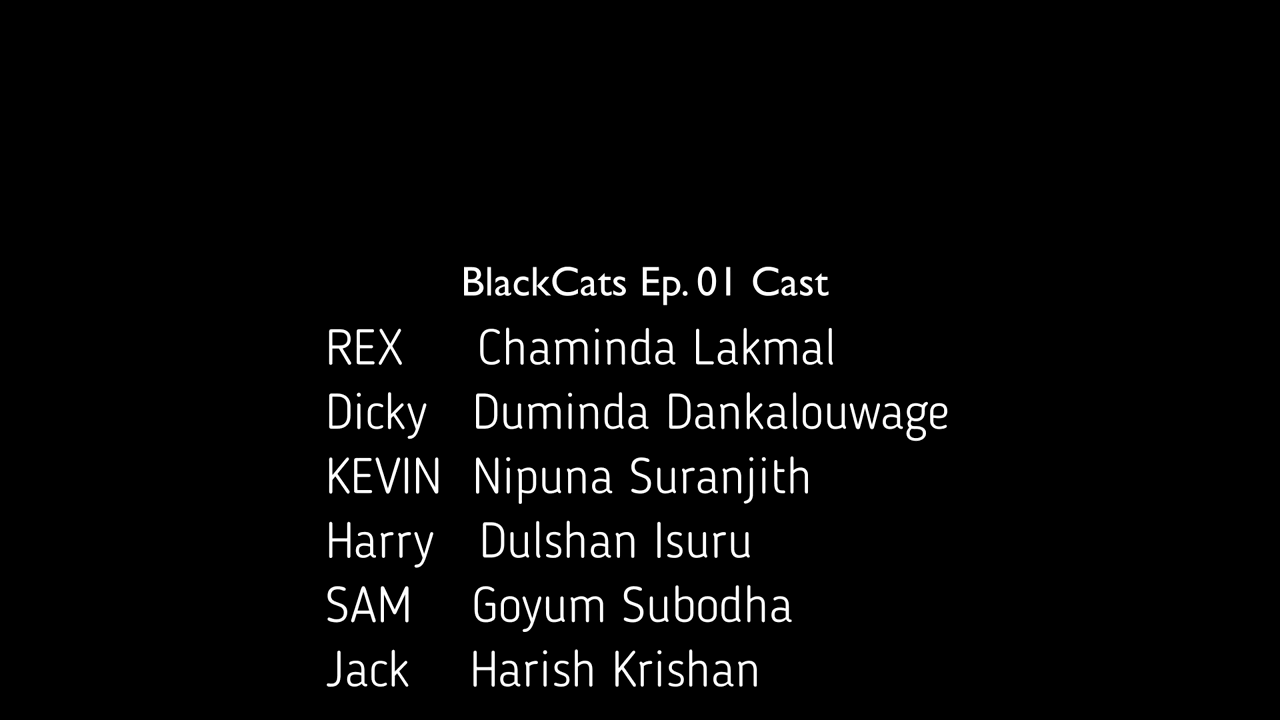 BlackCats Ep. 01 Cast
REX Chaminda Lakmal
Dicky Duminda Dankalouwage
KEVIN Nipuna Suranjith
Harry Dulshan Isuru
SAM Goyum Subodha
Jack Harish Krishan